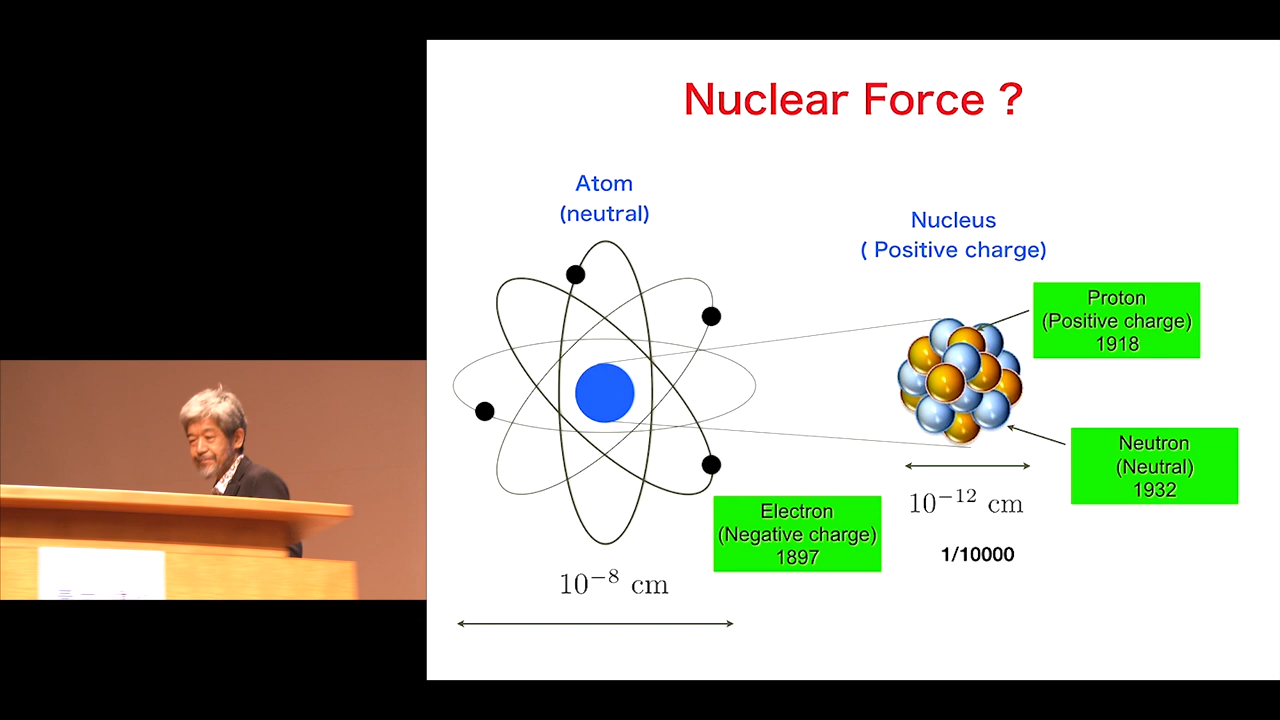 Nuclear Force ?
Atom
(neutral)
Nucleus
( Positive charge)
Proton
(Positive charge)
1918
Neutron
(Neutral)
1932
Electron
(Negative charge)
1897
10⁻⁸ cm
10⁻¹² cm
1/10000